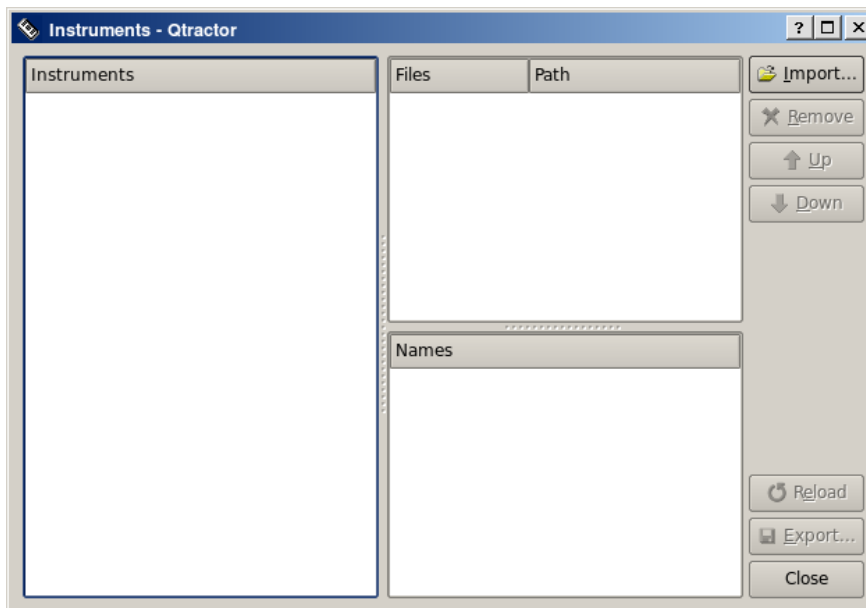 Instruments - Qtractor
Instruments
Files
Path
Names
Import...
Remove
Up
Down
Reload
Export...
Close